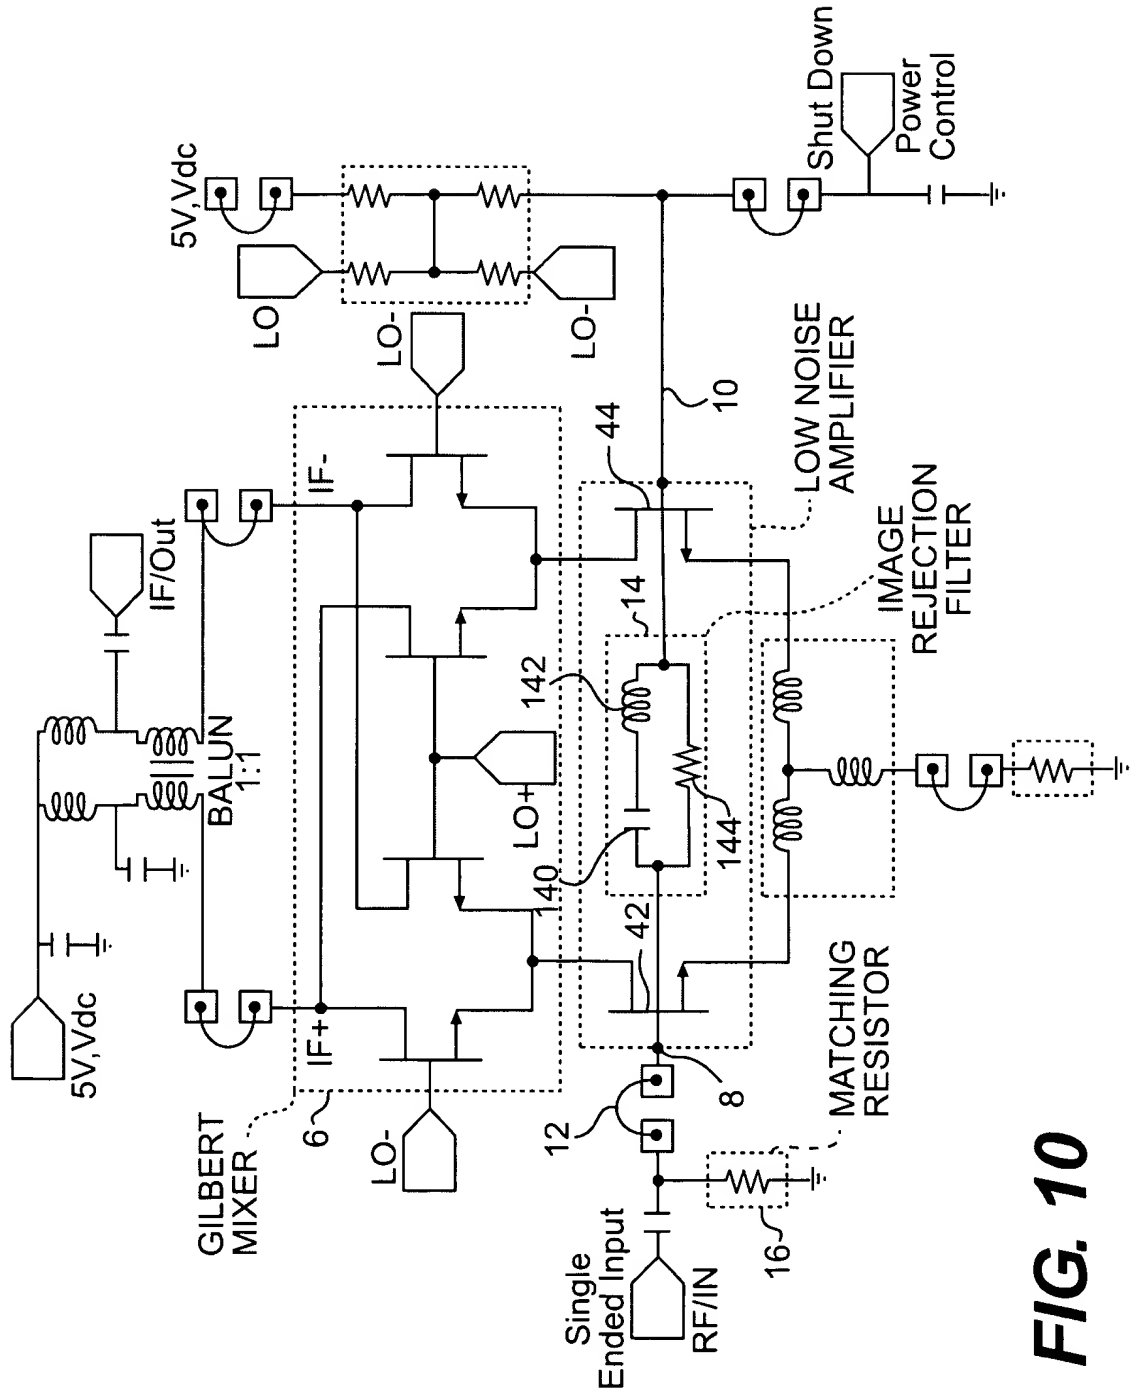 5V,Vdc
IF/Out
BALUN
1:1
5V,Vdc
LO
LO-
LO-
Shut Down
Power
Control
GILBERT
MIXER
6
IF+
IF-
LO-
LO+
10
44
LOW NOISE
AMPLIFIER
14
142
140
144
42
IMAGE
REJECTION
FILTER
12
8
MATCHING
RESISTOR
16
Single
Ended Input
RF/IN
FIG. 10